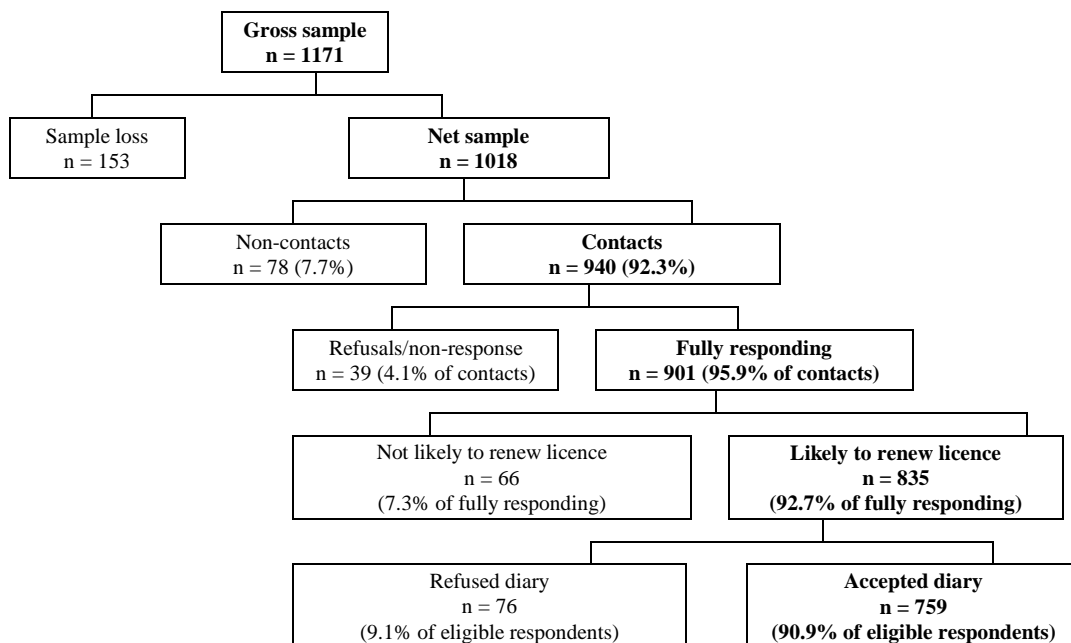 Gross sample
n = 1171
Sample loss
n = 153
Net sample
n = 1018
Non-contacts
n = 78 (7.7%)
Contacts
n = 940 (92.3%)
Refusals/non-response
n = 39 (4.1% of contacts)
Fully responding
n = 901 (95.9% of contacts)
Not likely to renew licence
n = 66
(7.3% of fully responding)
Likely to renew licence
n = 835
(92.7% of fully responding)
Refused diary
n = 76
(9.1% of eligible respondents)
Accepted diary
n = 759
(90.9% of eligible respondents)